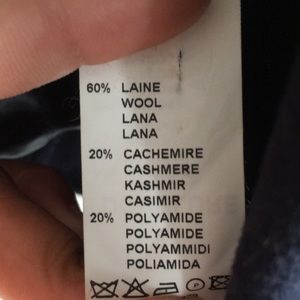 60% LAINE
WOOL
LANA
LANA
20% CACHEMIRE
CASHMERE
KASHMIR
CASIMIR
20% POLYAMIDE
POLYAMIDE
POLYAMMIDI
POLIAMIDA